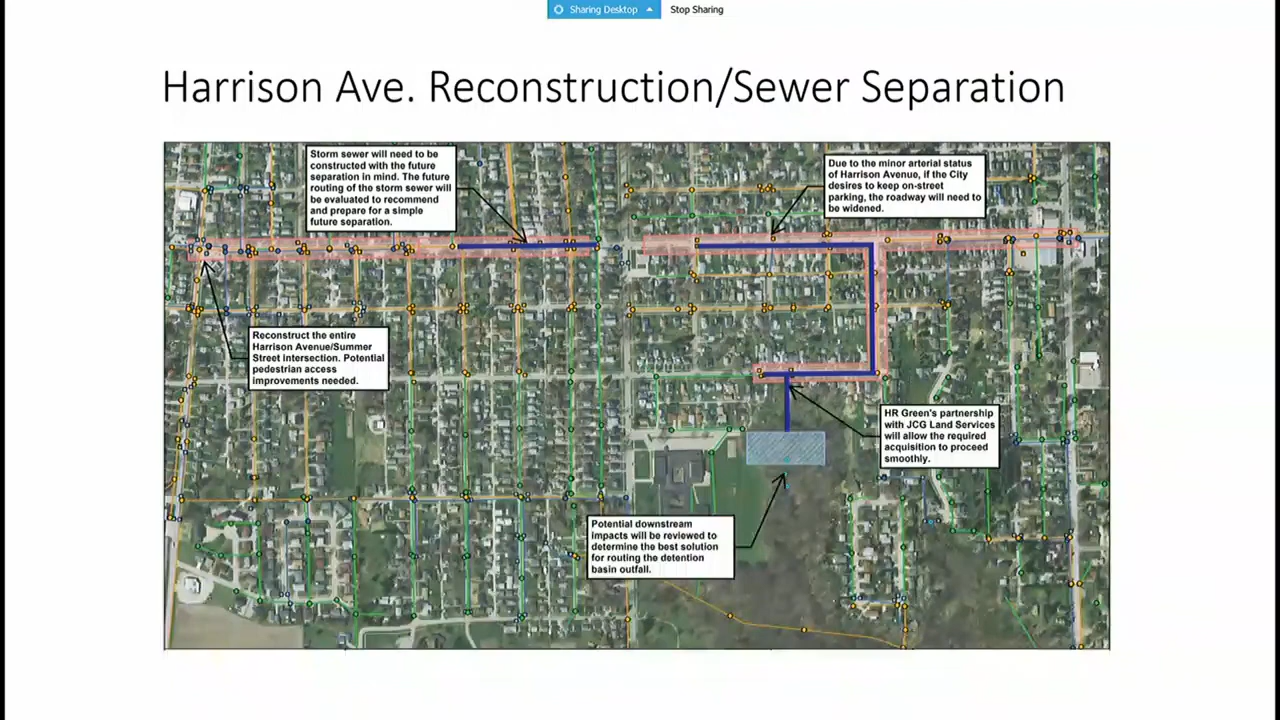 Sharing Desktop Stop Sharing
Harrison Ave. Reconstruction/Sewer Separation
Storm sewer will need to be
constructed with the future
separation in mind. The future
routing of the storm sewer will
be evaluated to recommend
and prepare for a simple
future separation.
Due to the minor arterial status
of Harrison Avenue, if the City
desires to keep on-street
parking, the roadway will need to
be widened.
Reconstruct the entire
Harrison Avenue/Summer
Street intersection. Potential
pedestrian access
improvements needed.
HR Green's partnership
with JCG Land Services
will allow the required
acquisition to proceed
smoothly.
Potential downstream
impacts will be reviewed to
determine the best solution
for routing the detention
basin outfall.